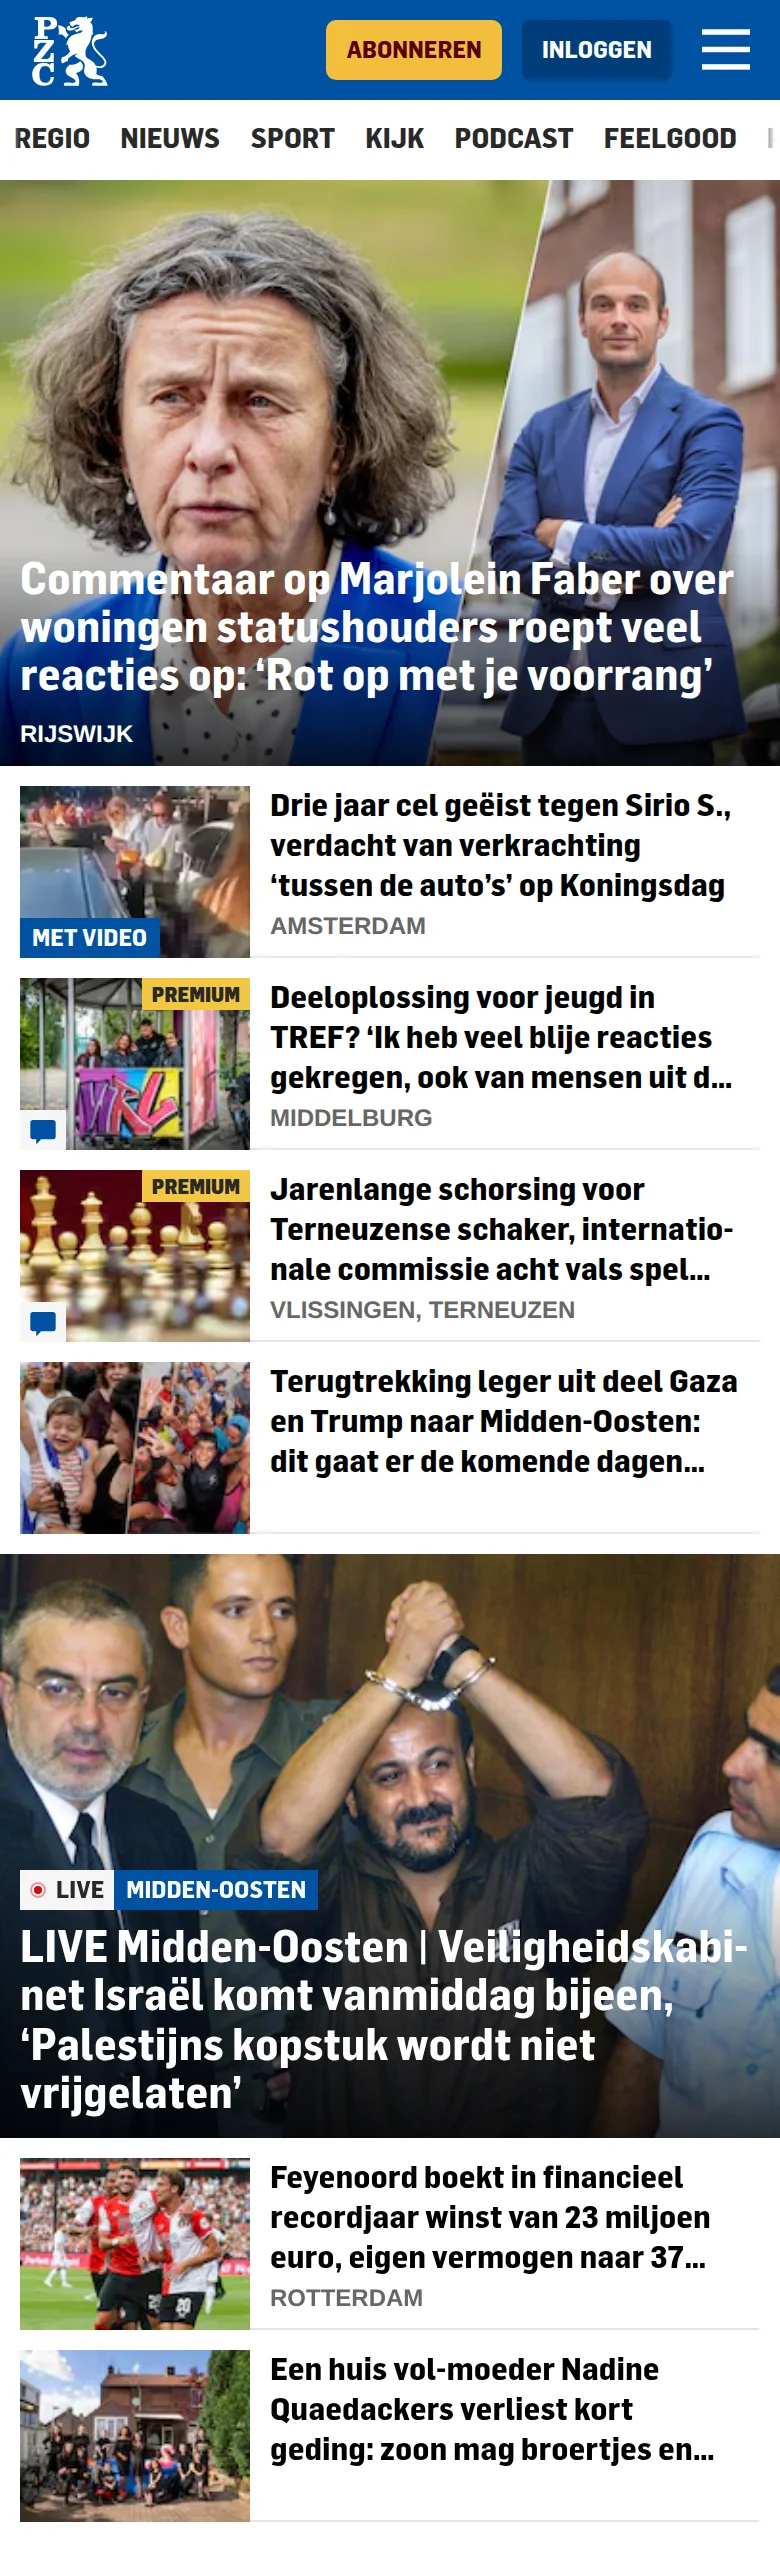 PZC
ABONNEREN
INLOGGEN
REGIO NIEUWS SPORT KIJK PODCAST FEELGOOD
Commentaar op Marjolein Faber over
woningen statushouders roept veel
reacties op: ‘Rot op met je voorrang’
RIJSWIJK
Drie jaar cel geëist tegen Sirio S.,
verdacht van verkrachting
‘tussen de auto’s’ op Koningsdag
AMSTERDAM
MET VIDEO
PREMIUM
Deeloplossing voor jeugd in
TREF? ‘Ik heb veel blije reacties
gekregen, ook van mensen uit d...
MIDDELBURG
PREMIUM
Jarenlange schorsing voor
Terneuzense schaker, internatio-
nale commissie acht vals spel...
VLISSINGEN, TERNEUZEN
Terugtrekking leger uit deel Gaza
en Trump naar Midden-Oosten:
dit gaat er de komende dagen...
LIVE MIDDEN-OOSTEN
LIVE Midden-Oosten | Veiligheidskabi-
net Israël komt vanmiddag bijeen,
‘Palestijns kopstuk wordt niet
vrijgelaten’
Feyenoord boekt in financieel
recordjaar winst van 23 miljoen
euro, eigen vermogen naar 37...
ROTTERDAM
Een huis vol-moeder Nadine
Quaedackers verliest kort
geding: zoon mag broertjes en...